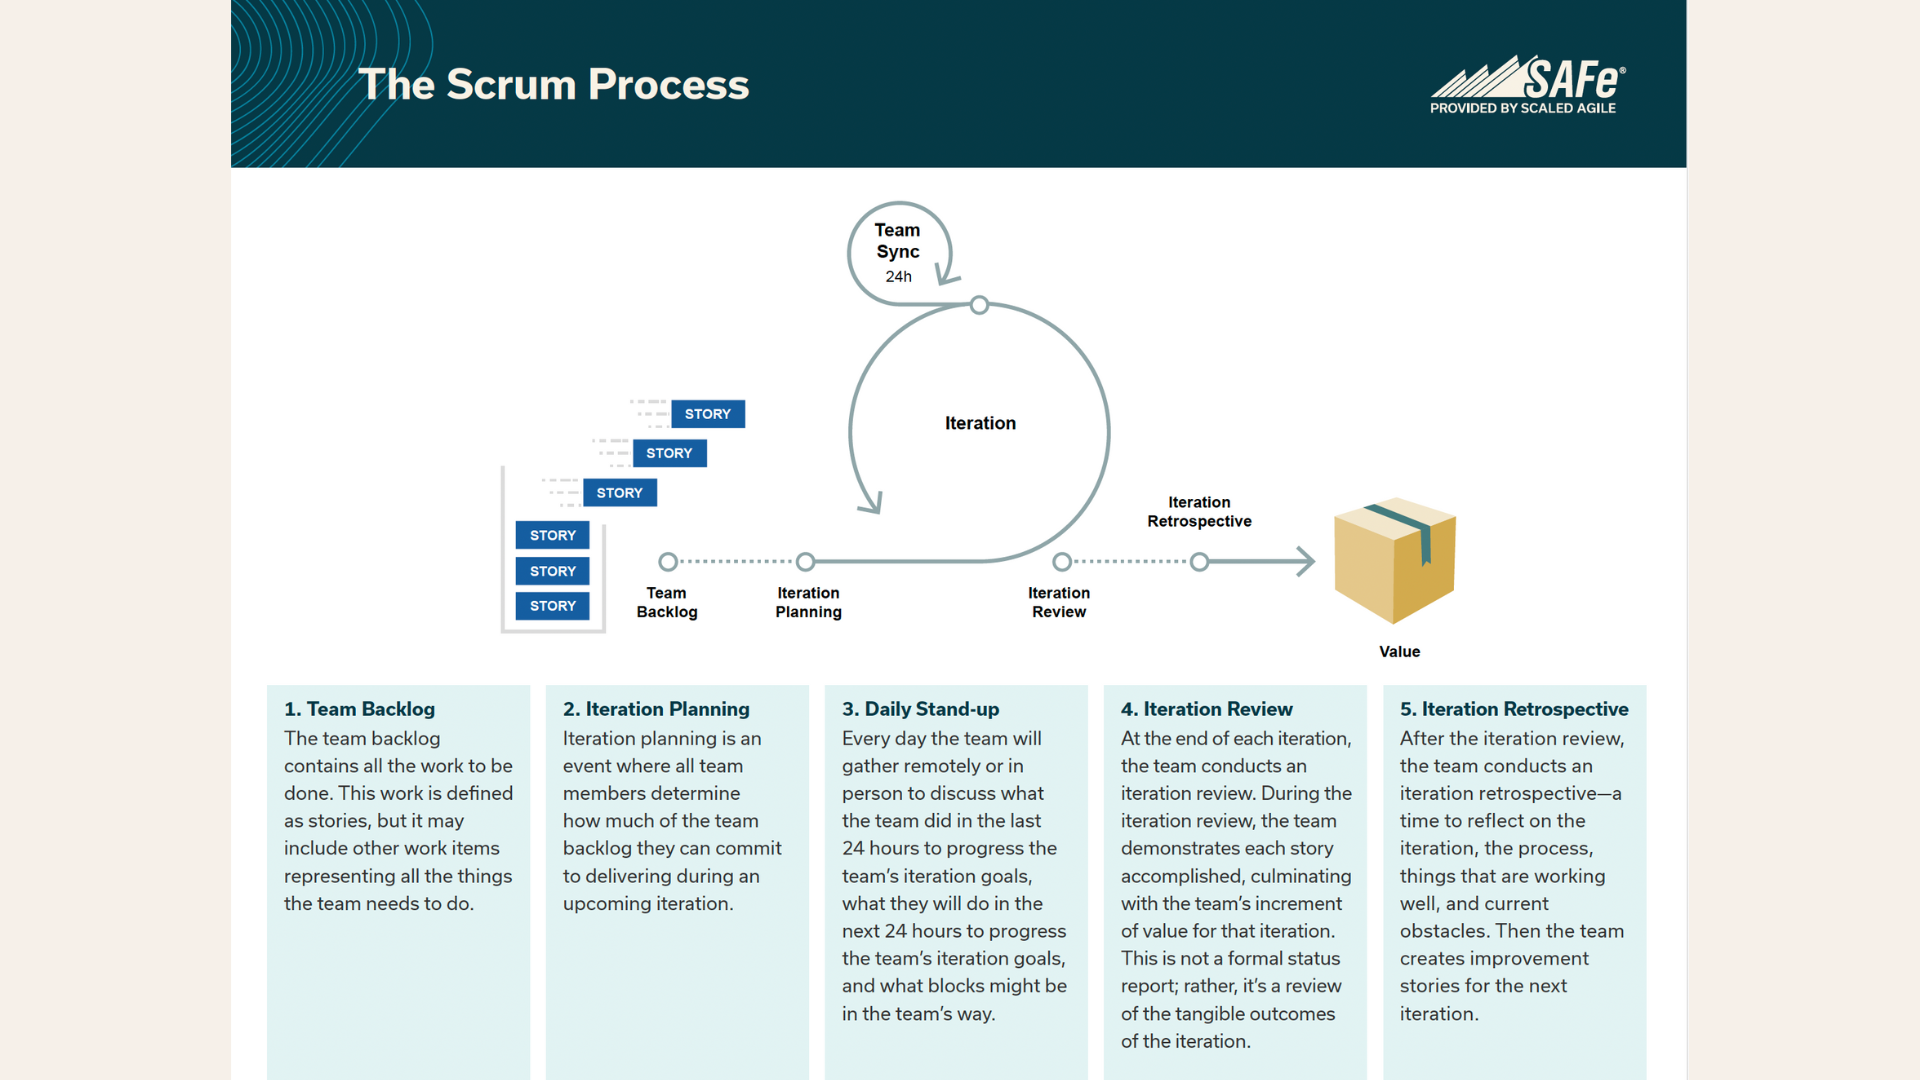 The Scrum Process
SAFe®
PROVIDED BY SCALED AGILE
Team
Sync
24h
Iteration
STORY
STORY
STORY
STORY
STORY
STORY
Team
Backlog
Iteration
Planning
Iteration
Review
Iteration
Retrospective
Value
1. Team Backlog
The team backlog
contains all the work to be
done. This work is defined
as stories, but it may
include other work items
representing all the things
the team needs to do.
2. Iteration Planning
Iteration planning is an
event where all team
members determine
how much of the team
backlog they can commit
to delivering during an
upcoming iteration.
3. Daily Stand-up
Every day the team will
gather remotely or in
person to discuss what
the team did in the last
24 hours to progress the
team’s iteration goals,
what they will do in the
next 24 hours to progress
the team’s iteration goals,
and what blocks might be
in the team’s way.
4. Iteration Review
At the end of each iteration,
the team conducts an
iteration review. During the
iteration review, the team
demonstrates each story
accomplished, culminating
with the team’s increment
of value for that iteration.
This is not a formal status
report; rather, it’s a review
of the tangible outcomes
of the iteration.
5. Iteration Retrospective
After the iteration review,
the team conducts an
iteration retrospective—a
time to reflect on the
iteration, the process,
things that are working
well, and current
obstacles. Then the team
creates improvement
stories for the next
iteration.